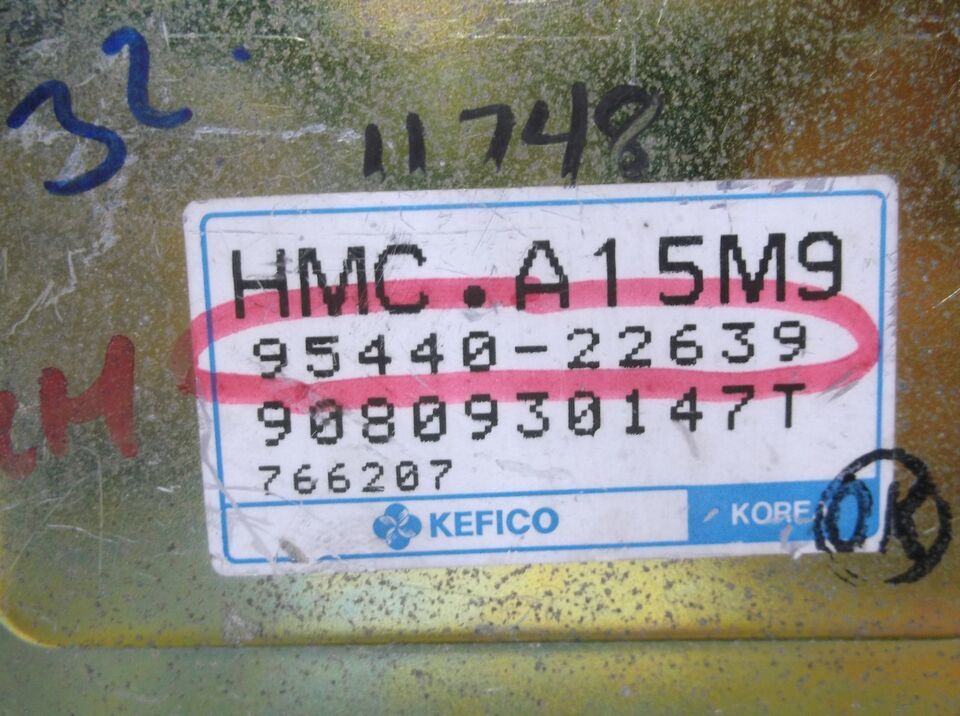 32.
11748
HMC.A15M9
95440-22639
9080930147T
766207
KEFICO
KOREA
OK